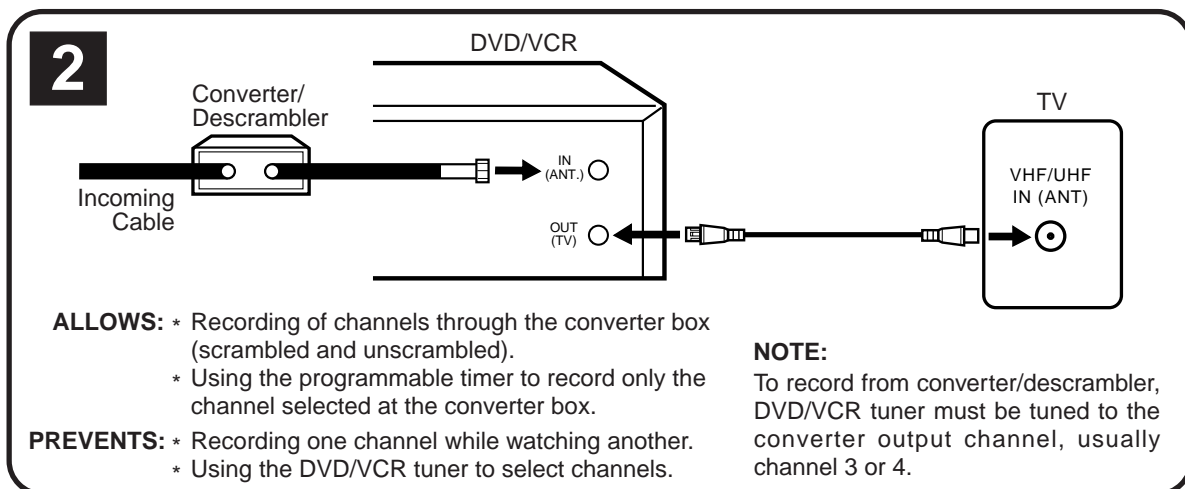 2
DVD/VCR
Converter/
Descrambler
Incoming
Cable
IN
(ANT.)
OUT
(TV)
TV
VHF/UHF
IN (ANT)
ALLOWS: * Recording of channels through the converter box
(scrambled and unscrambled).
* Using the programmable timer to record only the
channel selected at the converter box.
PREVENTS: * Recording one channel while watching another.
* Using the DVD/VCR tuner to select channels.
NOTE:
To record from converter/descrambler,
DVD/VCR tuner must be tuned to the
converter output channel, usually
channel 3 or 4.